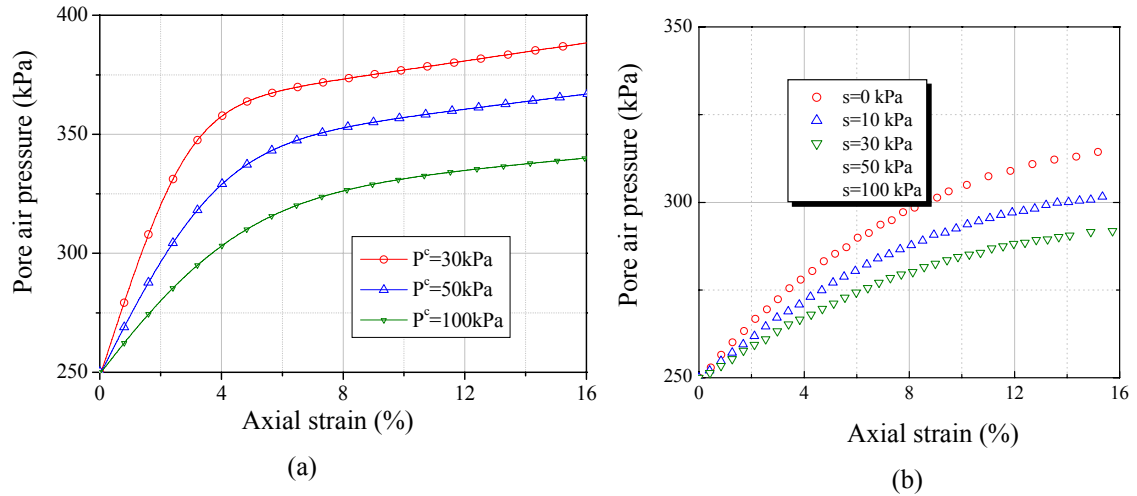 400
350
300
250
Pore air pressure (kPa)
P^c=30kPa
P^c=50kPa
P^c=100kPa
0 4 8 12 16
Axial strain (%)
(a)
350
300
250
Pore air pressure (kPa)
s=0 kPa
s=10 kPa
s=30 kPa
s=50 kPa
s=100 kPa
0 4 8 12 16
Axial strain (%)
(b)